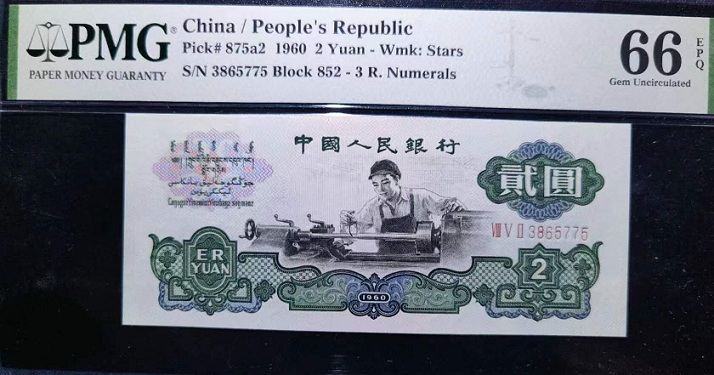 PMG
PAPER MONEY GUARANTY
China / People's Republic
Pick# 875a2 1960 2 Yuan - Wmk: Stars
S/N 3865775 Block 852 - 3 R. Numerals
66
EPQ
Gem Uncirculated
中國人民銀行
貳圓
VIII V II 3865775
ER
YUAN
2
1960